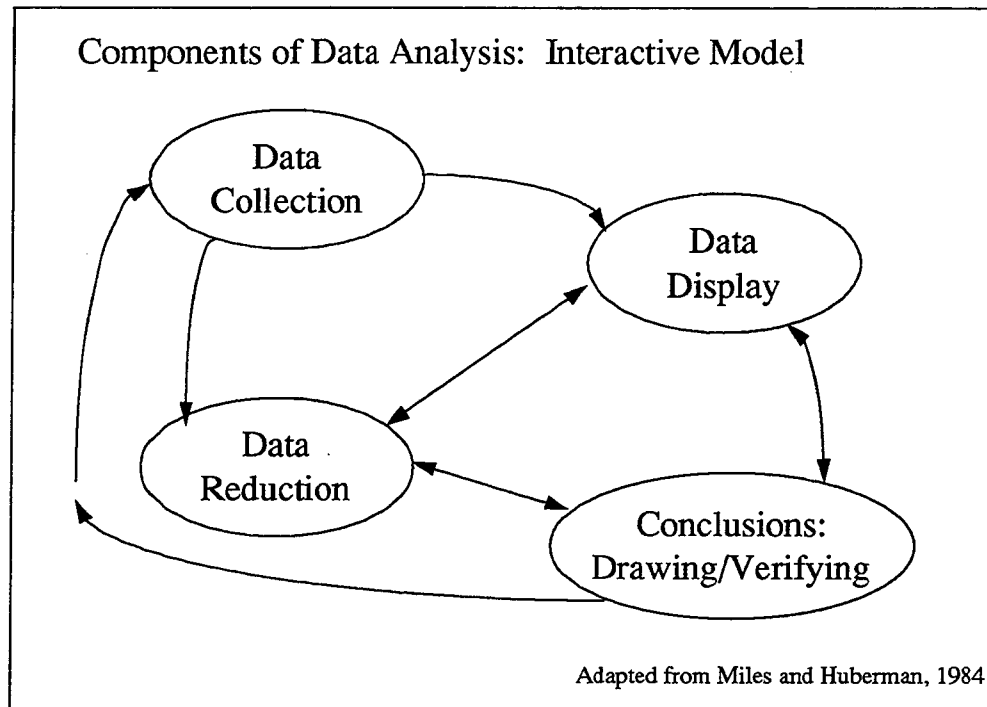 Components of Data Analysis: Interactive Model
Data
Collection
Data
Display
Data
Reduction
Conclusions:
Drawing/Verifying
Adapted from Miles and Huberman, 1984